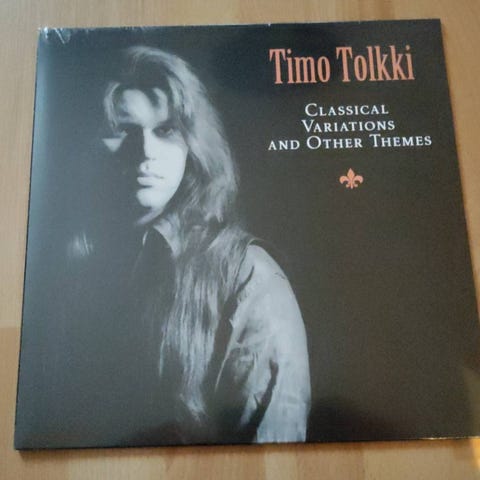 Timo Tolkki
CLASSICAL
VARIATIONS
AND OTHER THEMES